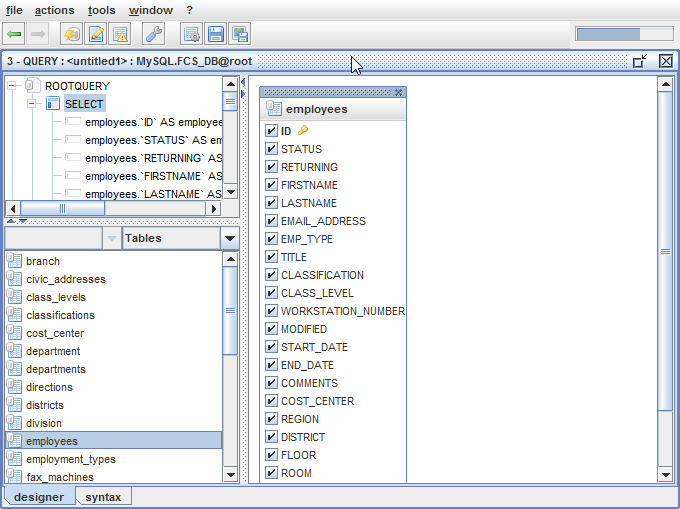 file actions tools window ?
3 - QUERY : <untitled1> : MySQL.FCS_DB@root
ROOTQUERY
SELECT
employees.`ID` AS employee
employees.`STATUS` AS em
employees.`RETURNING` AS
employees.`FIRSTNAME` AS
employees.`LASTNAME` AS
Tables
branch
civic_addresses
class_levels
classifications
cost_center
department
departments
directions
districts
division
employees
employment_types
fax_machines
employees
ID
STATUS
RETURNING
FIRSTNAME
LASTNAME
EMAIL_ADDRESS
EMP_TYPE
TITLE
CLASSIFICATION
CLASS_LEVEL
WORKSTATION_NUMBER
MODIFIED
START_DATE
END_DATE
COMMENTS
COST_CENTER
REGION
DISTRICT
FLOOR
ROOM
designer syntax